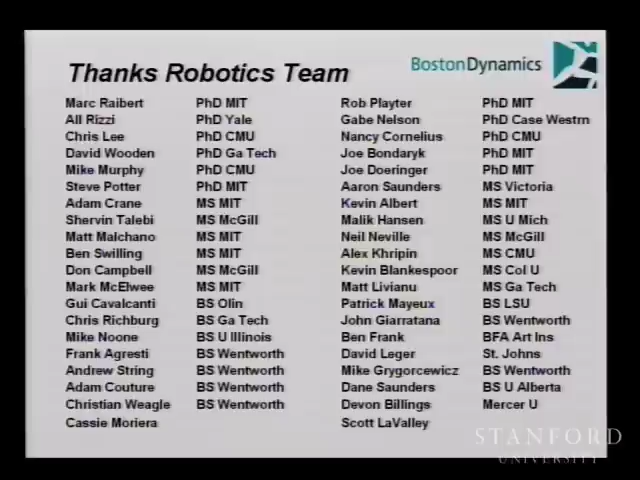 Thanks Robotics Team
BostonDynamics
Marc Raibert PhD MIT Rob Playter PhD MIT
All Rizzi PhD Yale Gabe Nelson PhD Case Westrn
Chris Lee PhD CMU Nancy Cornelius PhD CMU
David Wooden PhD Ga Tech Joe Bondaryk PhD MIT
Mike Murphy PhD CMU Joe Doeringer PhD MIT
Steve Potter PhD MIT Aaron Saunders MS Victoria
Adam Crane MS MIT Kevin Albert MS MIT
Shervin Talebi MS McGill Malik Hansen MS U Mich
Matt Malchano MS MIT Neil Neville MS McGill
Ben Swilling MS MIT Alex Khripin MS CMU
Don Campbell MS McGill Kevin Blankespoor MS Col U
Mark McElwee MS MIT Matt Livianu MS Ga Tech
Gui Cavalcanti BS Olin Patrick Mayeux BS LSU
Chris Richburg BS Ga Tech John Giarratana BS Wentworth
Mike Noone BS U Illinois Ben Frank BFA Art Ins
Frank Agresti BS Wentworth David Leger St. Johns
Andrew String BS Wentworth Mike Grygorcewicz BS Wentworth
Adam Couture BS Wentworth Dane Saunders BS U Alberta
Christian Weagle BS Wentworth Devon Billings Mercer U
Cassie Moriera Scott LaValley
STANFORD
UNIVERSITY